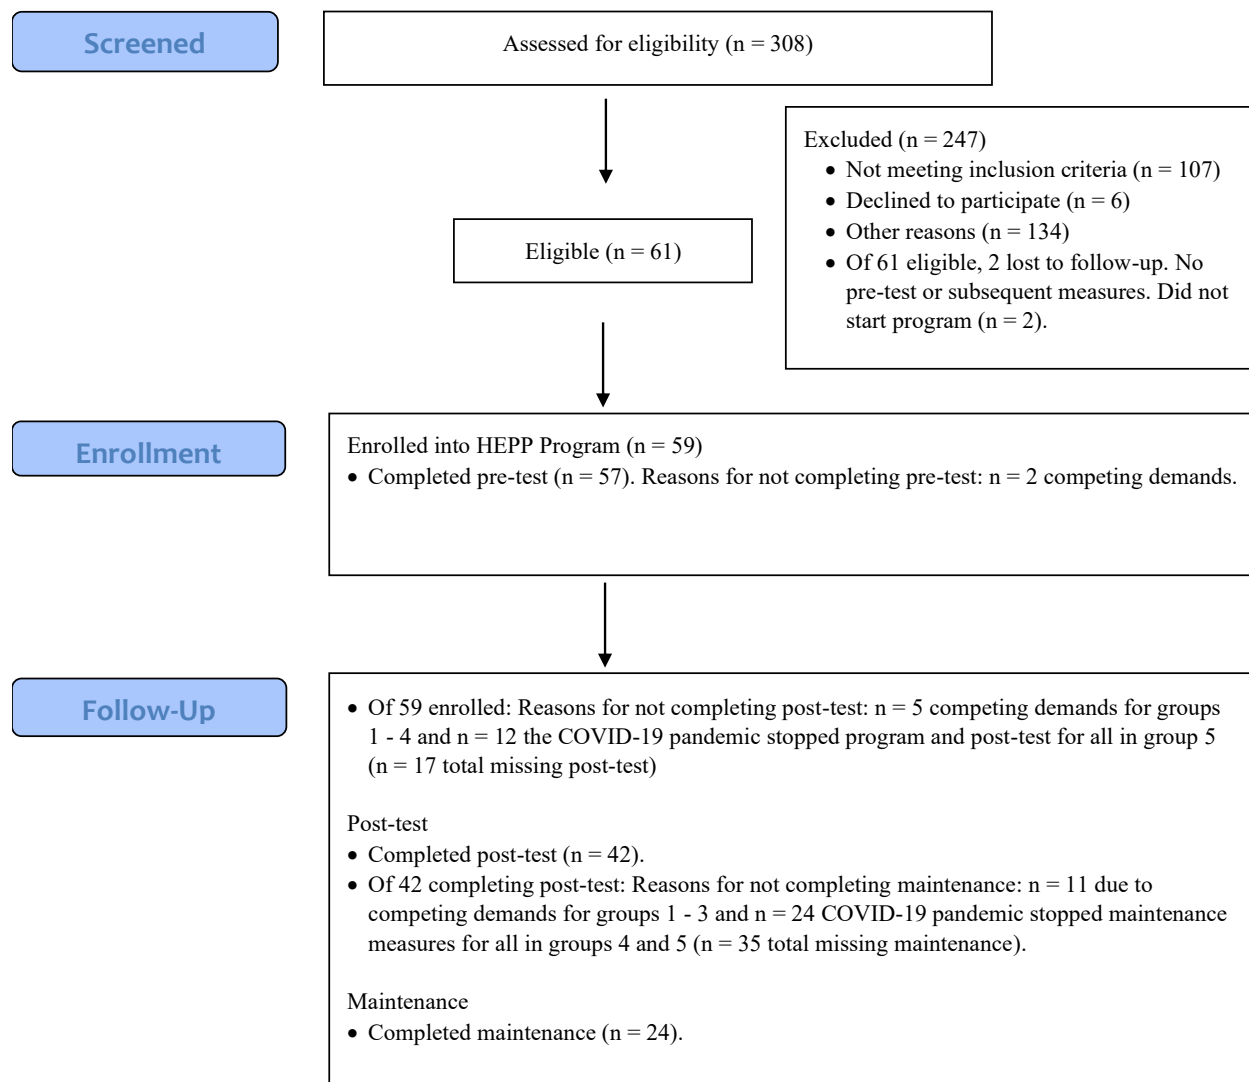 Screened
Assessed for eligibility (n = 308)
Excluded (n = 247)
• Not meeting inclusion criteria (n = 107)
• Declined to participate (n = 6)
• Other reasons (n = 134)
• Of 61 eligible, 2 lost to follow-up. No
pre-test or subsequent measures. Did not
start program (n = 2).
Eligible (n = 61)
Enrollment
Enrolled into HEPP Program (n = 59)
• Completed pre-test (n = 57). Reasons for not completing pre-test: n = 2 competing demands.
Follow-Up
• Of 59 enrolled: Reasons for not completing post-test: n = 5 competing demands for groups
1 - 4 and n = 12 the COVID-19 pandemic stopped program and post-test for all in group 5
(n = 17 total missing post-test)
Post-test
• Completed post-test (n = 42).
• Of 42 completing post-test: Reasons for not completing maintenance: n = 11 due to
competing demands for groups 1 - 3 and n = 24 COVID-19 pandemic stopped maintenance
measures for all in groups 4 and 5 (n = 35 total missing maintenance).
Maintenance
• Completed maintenance (n = 24).